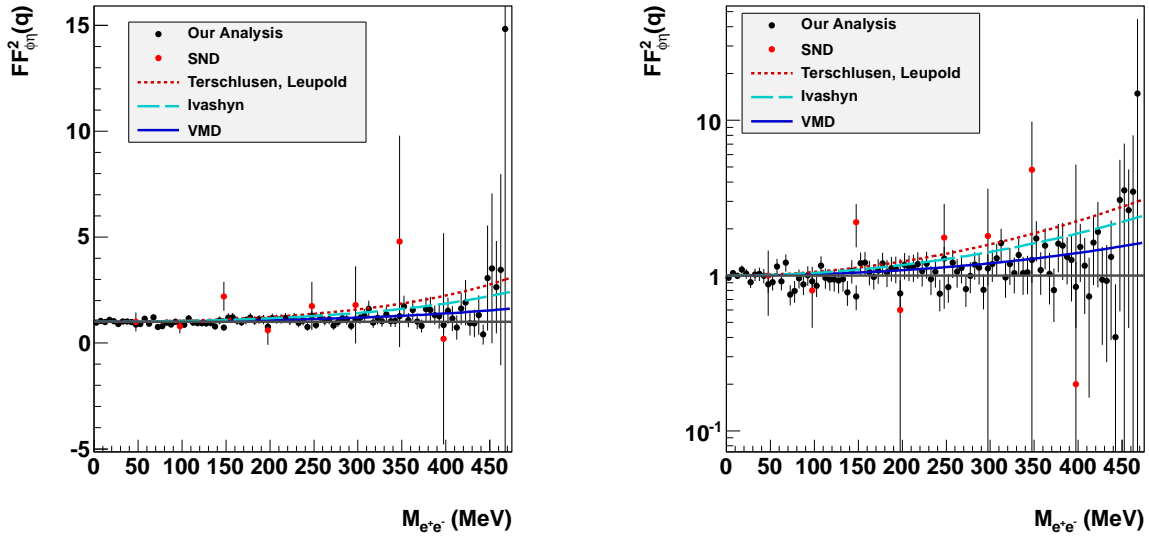 FF²ϕη(q)
15
10
5
0
-5
Our Analysis
SND
Terschlusen, Leupold
Ivashyn
VMD
0 50 100 150 200 250 300 350 400 450
Me+e- (MeV)
FF²ϕη(q)
10
1
10⁻¹
Our Analysis
SND
Terschlusen, Leupold
Ivashyn
VMD
0 50 100 150 200 250 300 350 400 450
Me+e- (MeV)